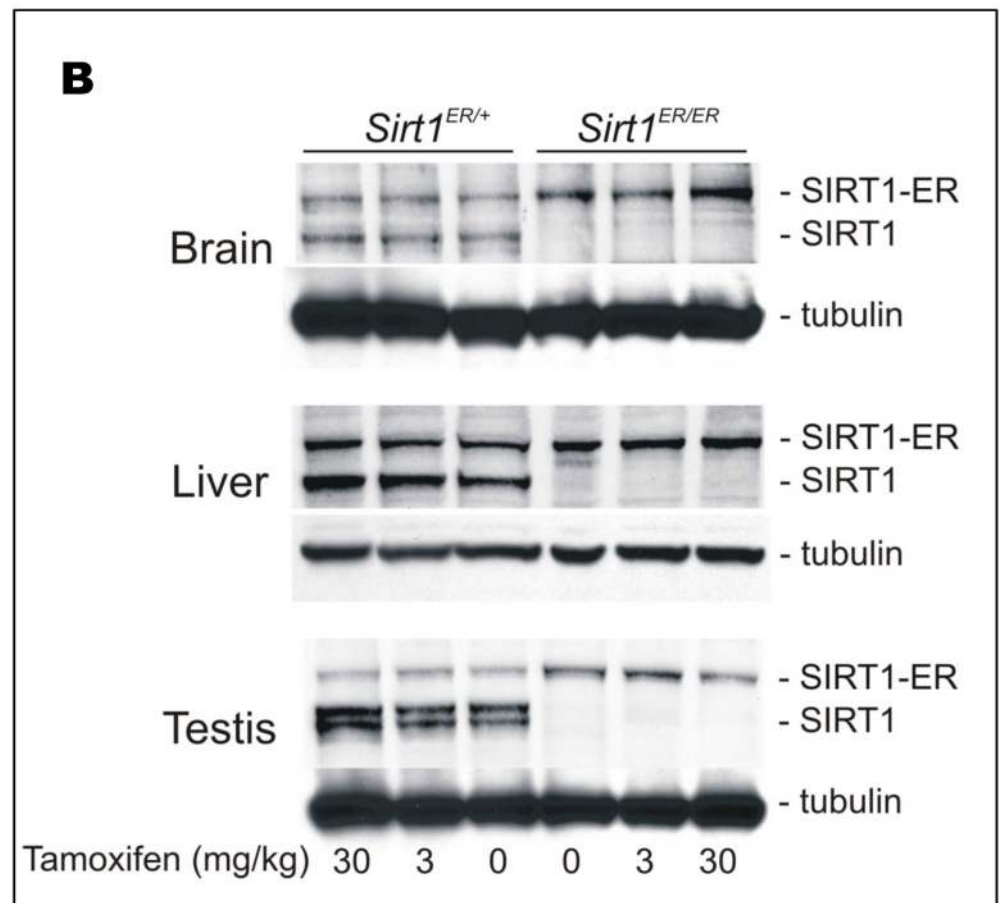 B
Sirt1ER/+ Sirt1ER/ER
Brain
- SIRT1-ER
- SIRT1
- tubulin
Liver
- SIRT1-ER
- SIRT1
- tubulin
Testis
- SIRT1-ER
- SIRT1
- tubulin
Tamoxifen (mg/kg) 30 3 0 0 3 30